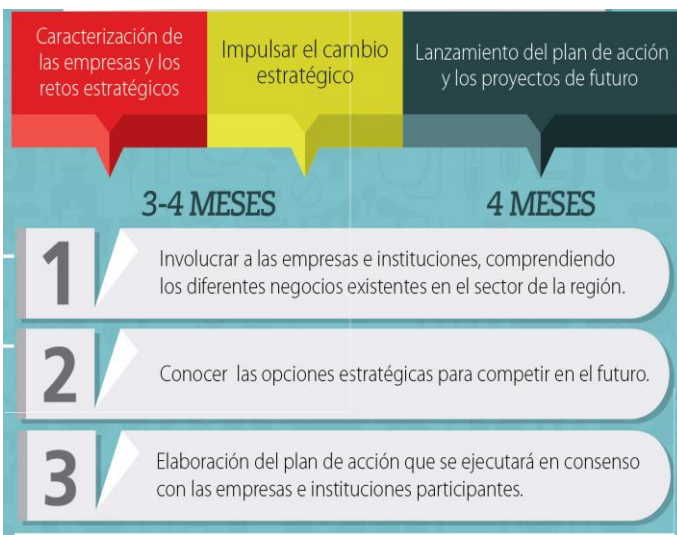 Caracterización de
las empresas y los
retos estratégicos
Impulsar el cambio
estratégico
Lanzamiento del plan de acción
y los proyectos de futuro
3-4 MESES
4 MESES
1
Involucrar a las empresas e instituciones, comprendiendo
los diferentes negocios existentes en el sector de la región.
2
Conocer las opciones estratégicas para competir en el futuro.
3
Elaboración del plan de acción que se ejecutará en consenso
con las empresas e instituciones participantes.